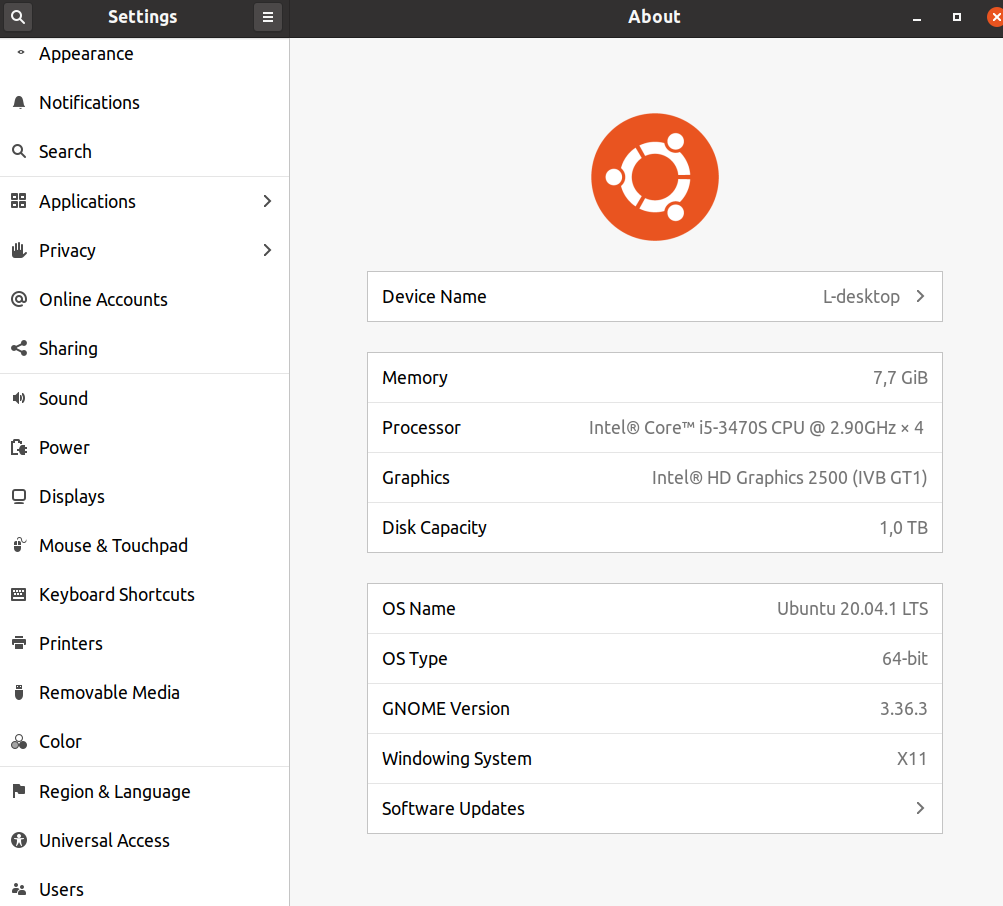 Settings
About
Appearance
Notifications
Search
Applications
Privacy
Online Accounts
Sharing
Sound
Power
Displays
Mouse & Touchpad
Keyboard Shortcuts
Printers
Removable Media
Color
Region & Language
Universal Access
Users
Device Name L-desktop
Memory 7,7 GiB
Processor Intel® Core™ i5-3470S CPU @ 2.90GHz × 4
Graphics Intel® HD Graphics 2500 (IVB GT1)
Disk Capacity 1,0 TB
OS Name Ubuntu 20.04.1 LTS
OS Type 64-bit
GNOME Version 3.36.3
Windowing System X11
Software Updates